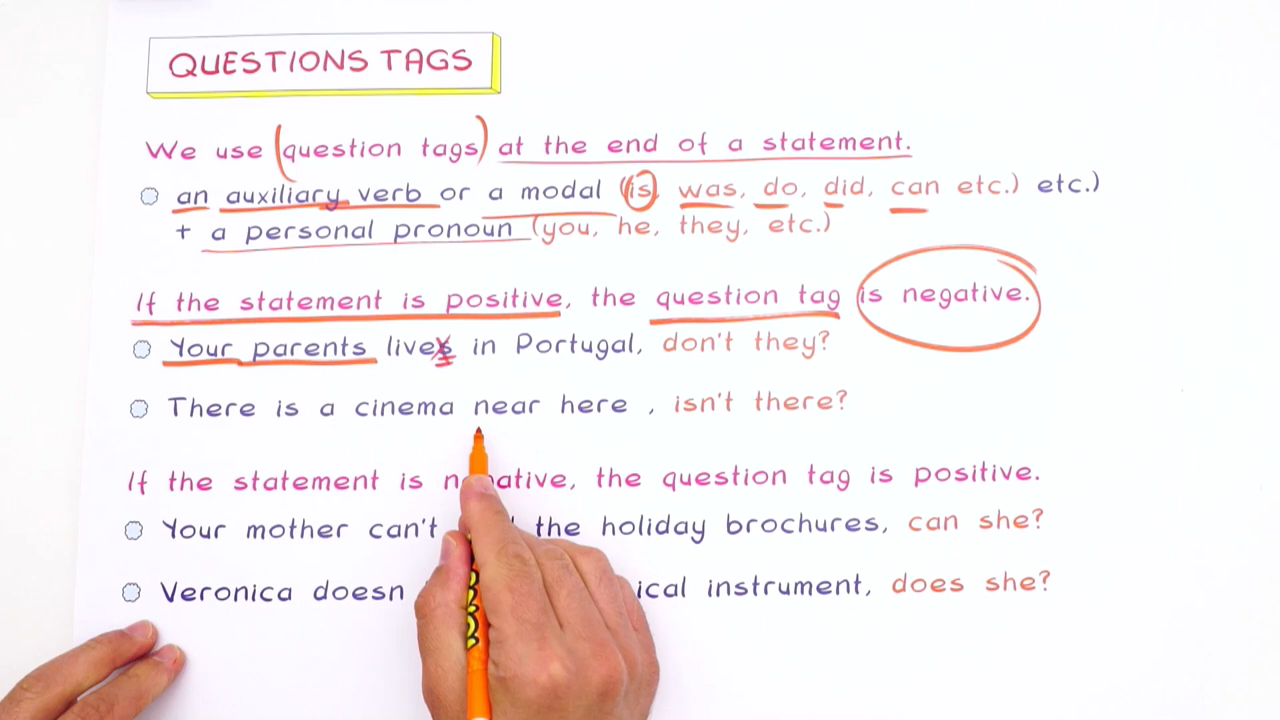 QUESTIONS TAGS
We use (question tags) at the end of a statement.
an auxiliary verb or a modal (is, was, do, did, can etc.) etc.)
+ a personal pronoun (you, he, they, etc.)
If the statement is positive, the question tag is negative.
Your parents lives in Portugal, don't they?
There is a cinema near here , isn't there?
If the statement is negative, the question tag is positive.
Your mother can't the holiday brochures, can she?
Veronica doesn ical instrument, does she?